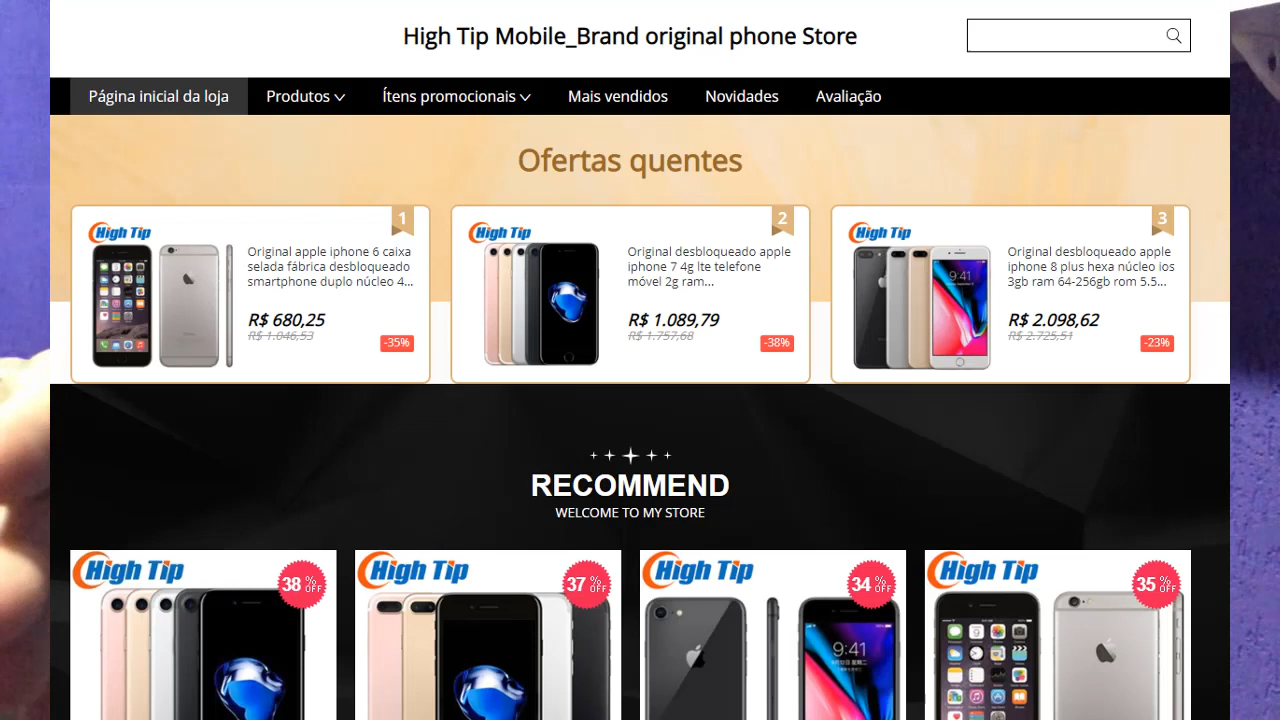 High Tip Mobile_Brand original phone Store
Página inicial da loja Produtos Ítens promocionais Mais vendidos Novidades Avaliação
Ofertas quentes
1
High Tip
Original apple iphone 6 caixa
selada fábrica desbloqueado
smartphone duplo núcleo 4...
R$ 680,25
R$ 1.046,53
-35%
2
High Tip
Original desbloqueado apple
iphone 7 4g lte telefone
móvel 2g ram...
R$ 1.089,79
R$ 1.757,68
-38%
3
High Tip
9:41
Original desbloqueado apple
iphone 8 plus hexa núcleo ios
3gb ram 64-256gb rom 5.5...
R$ 2.098,62
R$ 2.725,51
-23%
RECOMMEND
WELCOME TO MY STORE
High Tip
38 % OFF
High Tip
37 % OFF
High Tip
34 % OFF
9:41
High Tip
35 % OFF